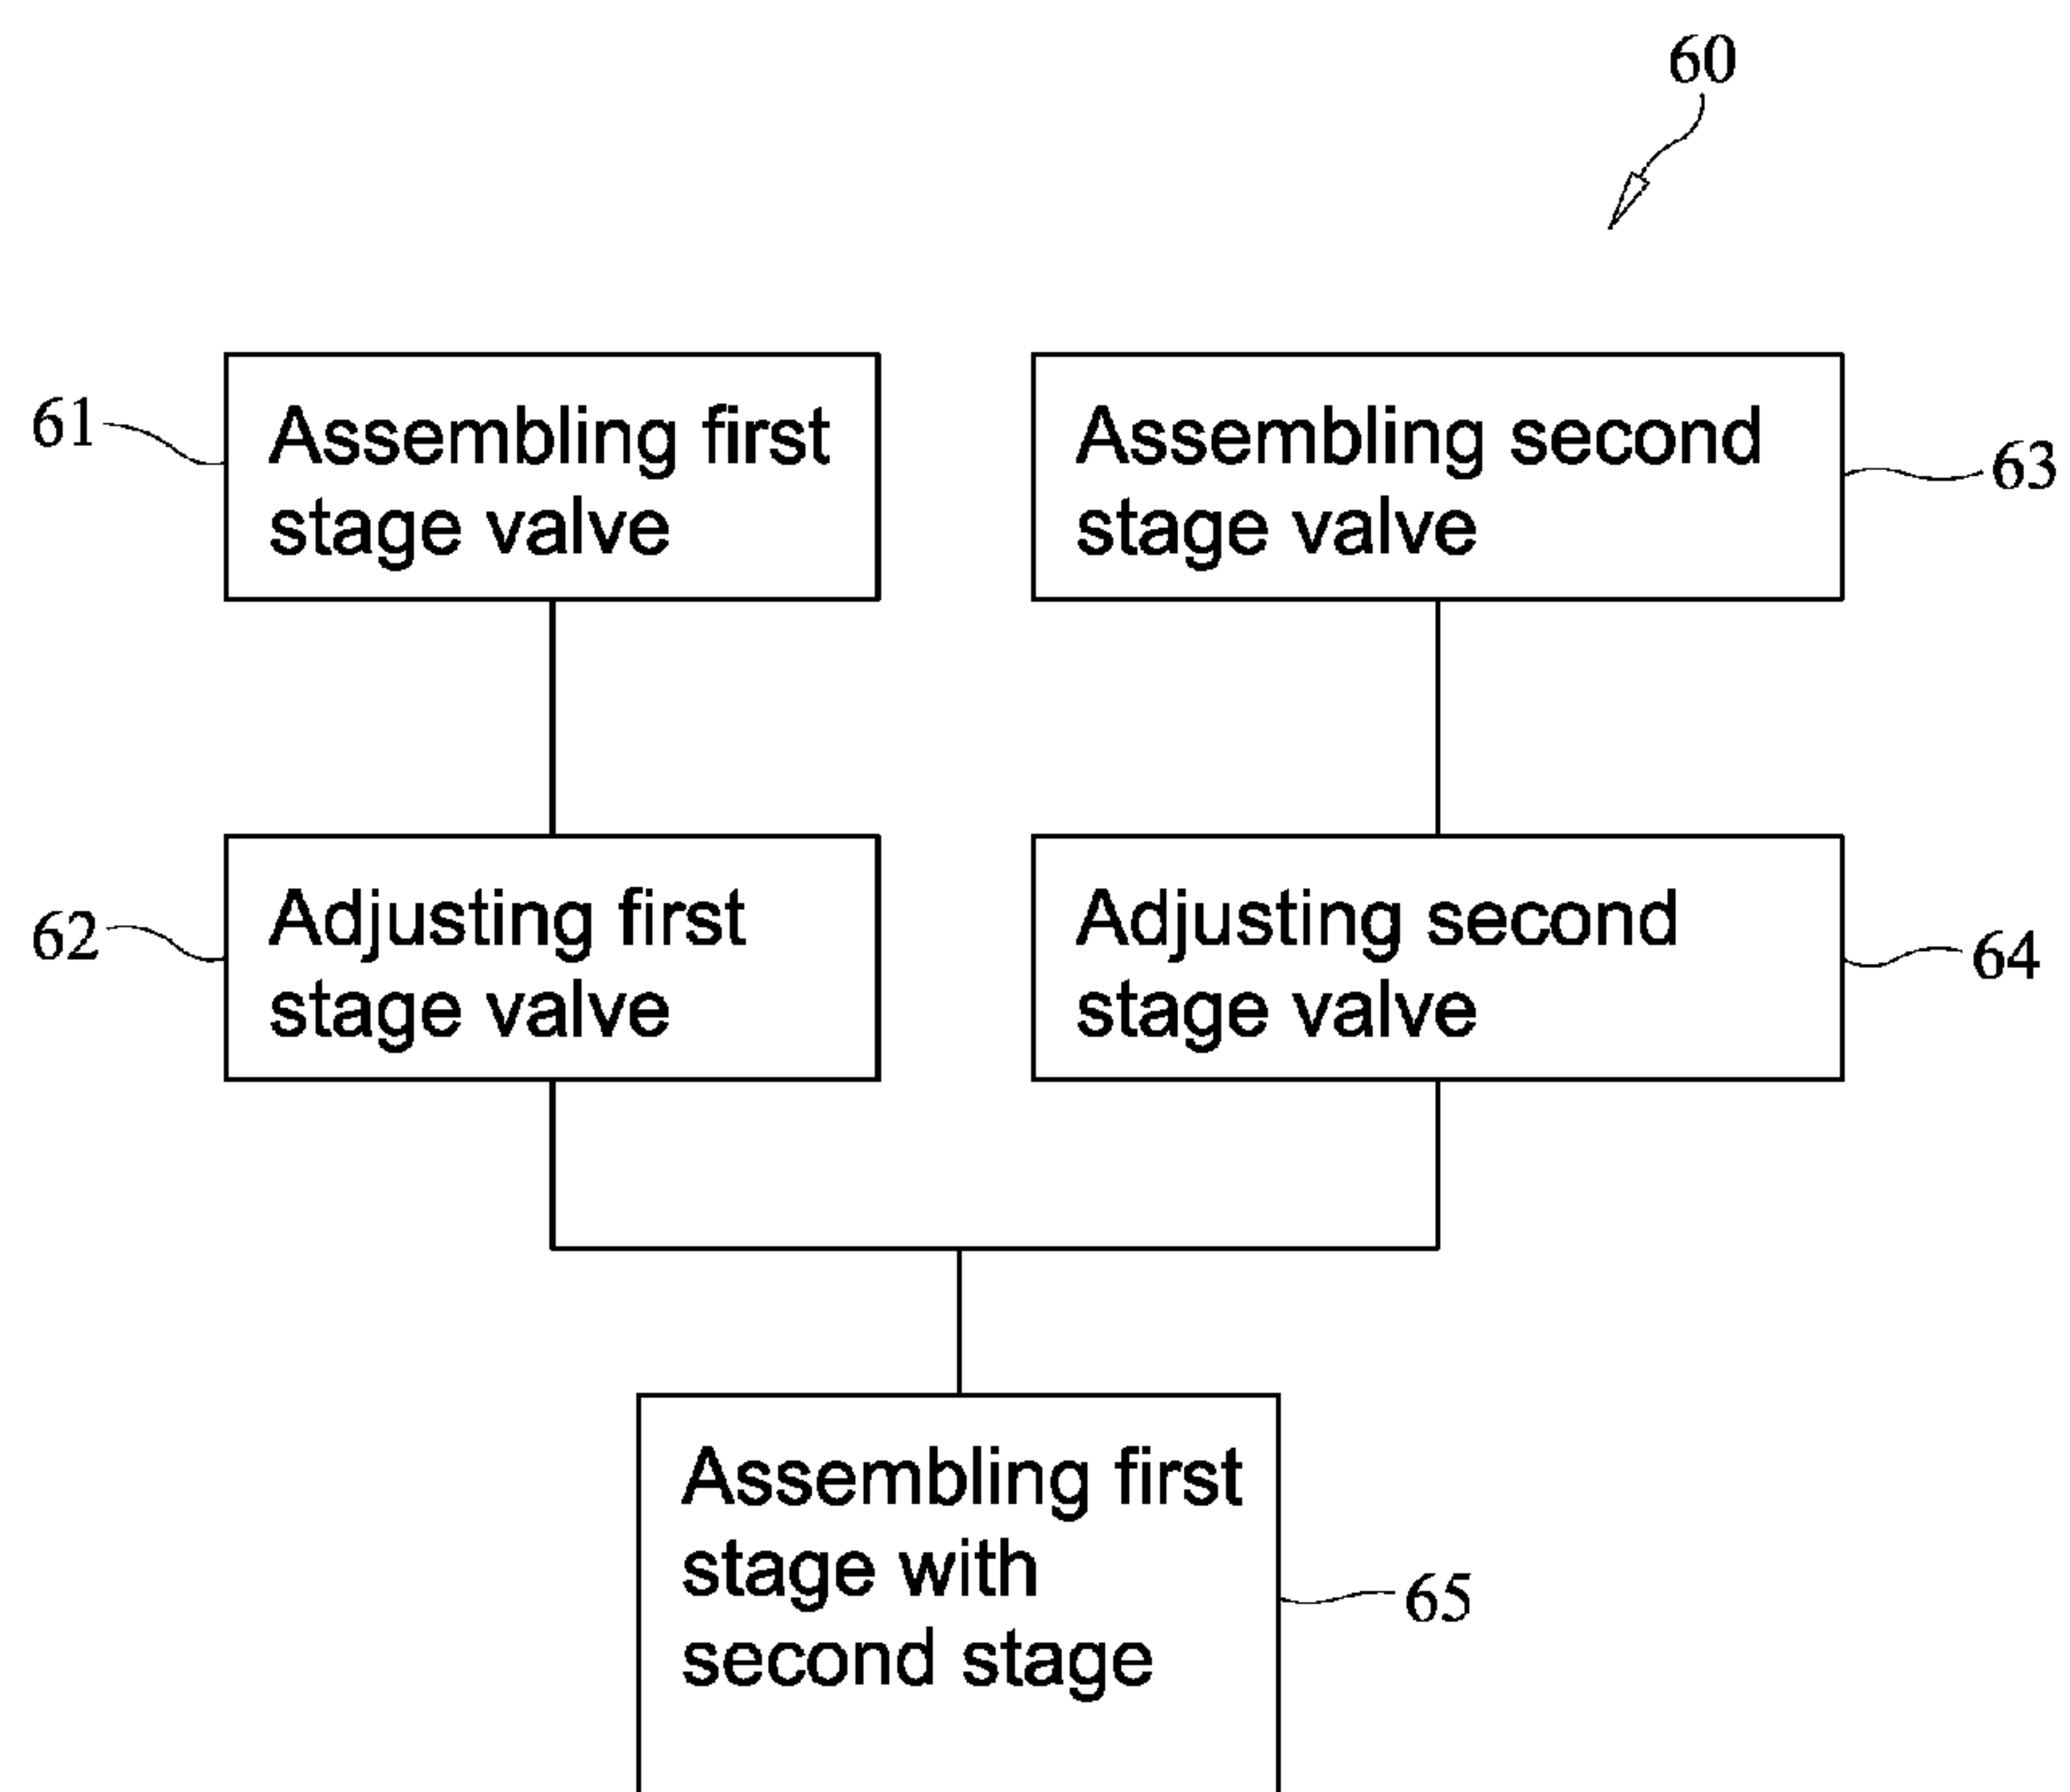 60
61
Assembling first
stage valve
Assembling second
stage valve
63
62
Adjusting first
stage valve
Adjusting second
stage valve
64
Assembling first
stage with
second stage
65